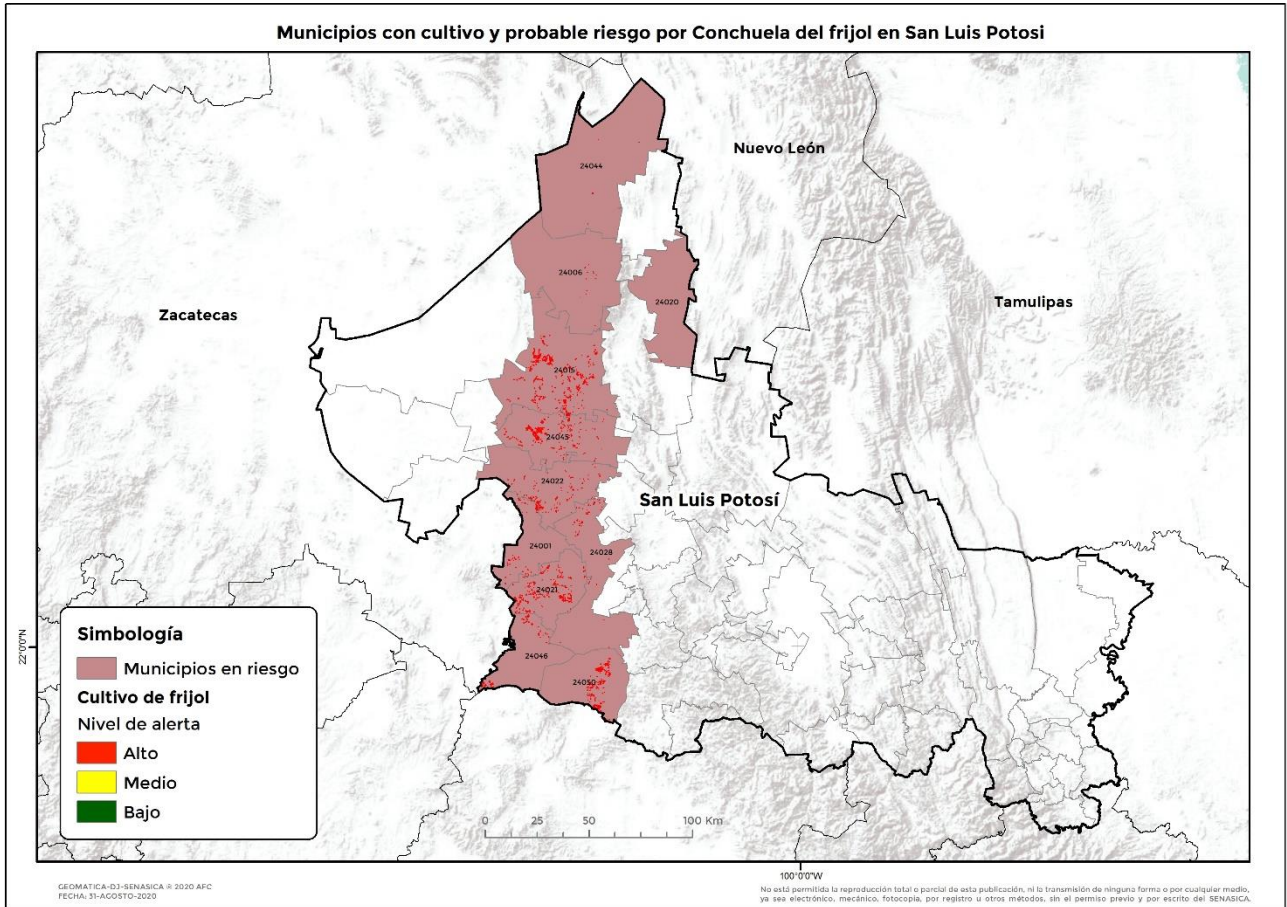 Municipios con cultivo y probable riesgo por Conchuela del frijol en San Luis Potosi
Nuevo León
24044
24006
24020
Zacatecas
Tamulipas
24015
24045
24022
San Luis Potosí
24001
24028
24021
24046
24050
22°0'0"N
Simbología
Municipios en riesgo
Cultivo de frijol
Nivel de alerta
Alto
Medio
Bajo
0 25 50 100 Km
100°0'0"W
GEOMATICA-DJ-SENASICA ® 2020 AFC
FECHA: 31-AGOSTO-2020
No está permitida la reproducción total o parcial de esta publicación, ni la transmisión de ninguna forma o por cualquier medio,
ya sea electrónico, mecánico, fotocopia, por registro u otros métodos, sin el permiso previo y por escrito del SENASICA.